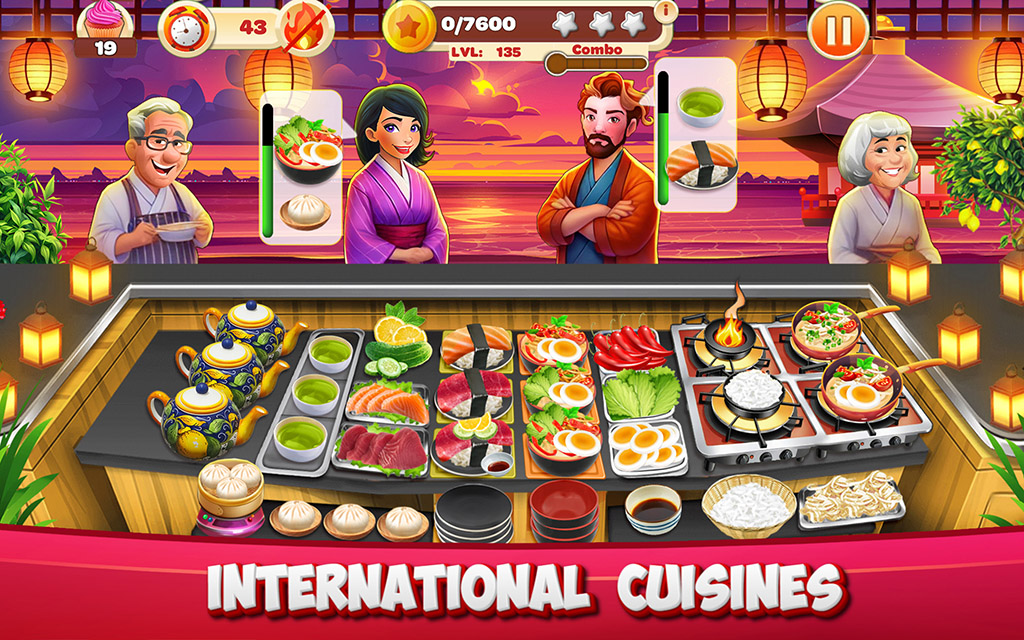 19
43
0/7600
i
LVL: 135
Combo
INTERNATIONAL CUISINES